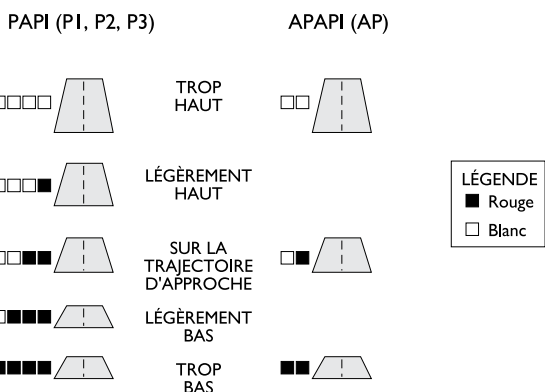 PAPI (P1, P2, P3)
APAPI (AP)
TROP
HAUT
LÉGÈREMENT
HAUT
LÉGENDE
Rouge
Blanc
SUR LA
TRAJECTOIRE
D'APPROCHE
LÉGÈREMENT
BAS
TROP
BAS